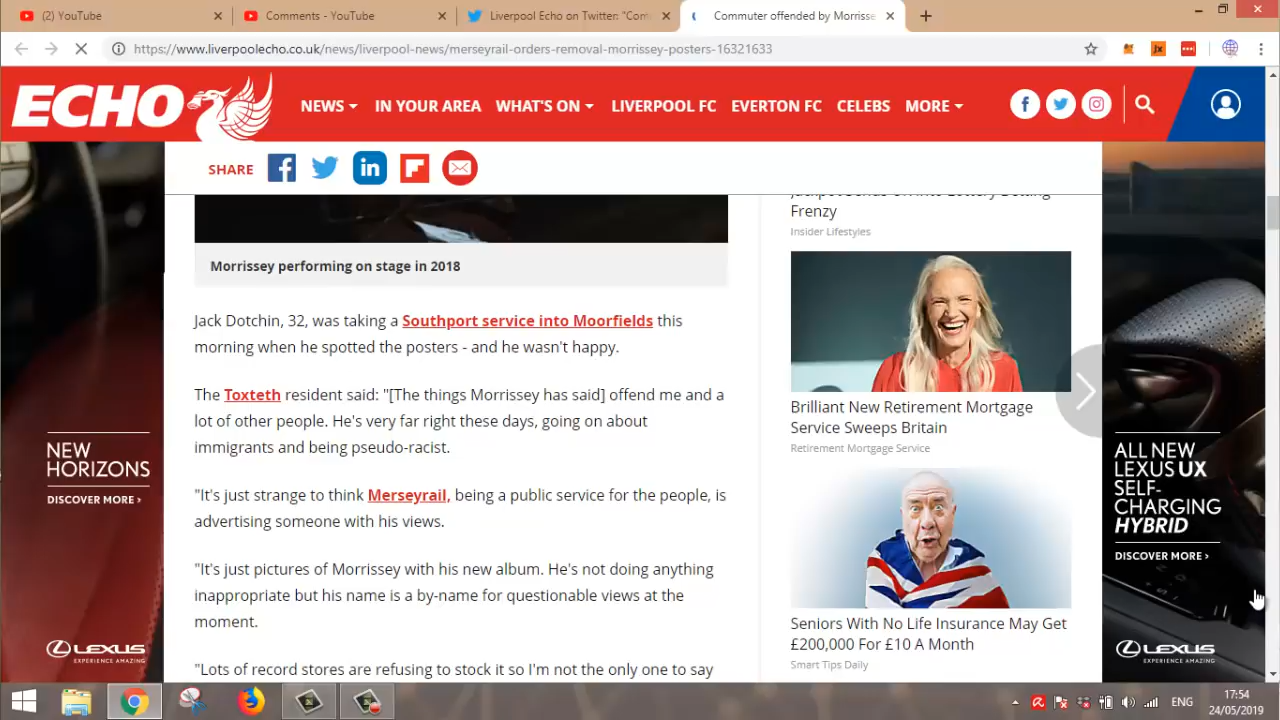 (2) YouTube
Comments - YouTube
Liverpool Echo on Twitter: "Com
Commuter offended by Morrisse
https://www.liverpoolecho.co.uk/news/liverpool-news/merseyrail-orders-removal-morrissey-posters-16321633
ECHO
NEWS
IN YOUR AREA
WHAT'S ON
LIVERPOOL FC
EVERTON FC
CELEBS
MORE
SHARE
Morrissey performing on stage in 2018
Jack Dotchin, 32, was taking a Southport service into Moorfields this
morning when he spotted the posters - and he wasn't happy.
The Toxteth resident said: "[The things Morrissey has said] offend me and a
lot of other people. He's very far right these days, going on about
immigrants and being pseudo-racist.
"It's just strange to think Merseyrail, being a public service for the people, is
advertising someone with his views.
"It's just pictures of Morrissey with his new album. He's not doing anything
inappropriate but his name is a by-name for questionable views at the
moment.
"Lots of record stores are refusing to stock it so I'm not the only one to say
Frenzy
Insider Lifestyles
Brilliant New Retirement Mortgage
Service Sweeps Britain
Retirement Mortgage Service
Seniors With No Life Insurance May Get
£200,000 For £10 A Month
Smart Tips Daily
NEW
HORIZONS
DISCOVER MORE >
LEXUS
EXPERIENCE AMAZING
ALL NEW
LEXUS UX
SELF-
CHARGING
HYBRID
DISCOVER MORE >
LEXUS
EXPERIENCE AMAZING
ENG
17:54
24/05/2019